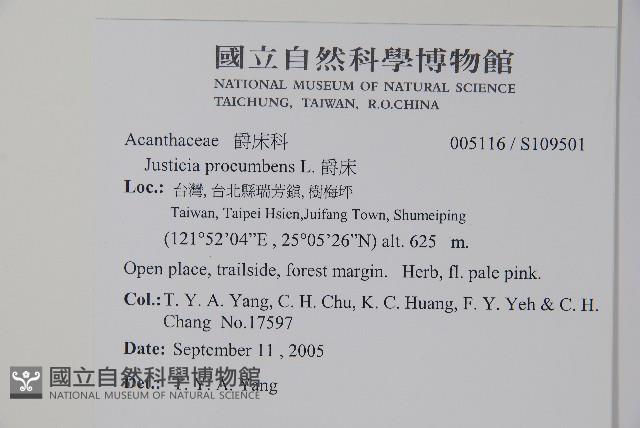 國立自然科學博物館
NATIONAL MUSEUM OF NATURAL SCIENCE
TAICHUNG, TAIWAN, R.O.CHINA
Acanthaceae 爵床科 005116 / S109501
Justicia procumbens L. 爵床
Loc.: 台灣, 台北縣瑞芳鎮, 樹梅坪
Taiwan, Taipei Hsien,Juifang Town, Shumeiping
(121°52’04”E , 25°05’26”N) alt. 625 m.
Open place, trailside, forest margin. Herb, fl. pale pink.
Col.: T. Y. A. Yang, C. H. Chu, K. C. Huang, F. Y. Yeh & C. H.
Chang No.17597
Date: September 11 , 2005
Det.: T. Y. A. Yang
國立自然科學博物館
NATIONAL MUSEUM OF NATURAL SCIENCE